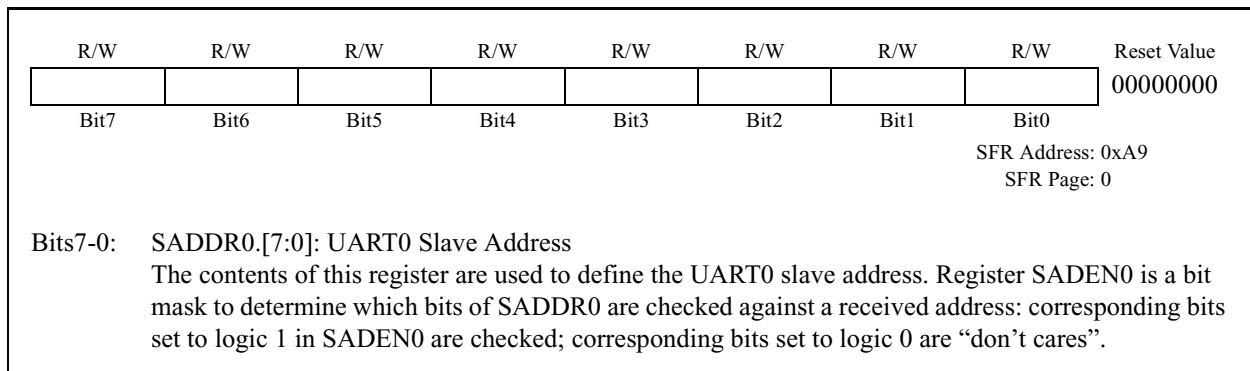 R/W R/W R/W R/W R/W R/W R/W R/W Reset Value
00000000
Bit7 Bit6 Bit5 Bit4 Bit3 Bit2 Bit1 Bit0
SFR Address: 0xA9
SFR Page: 0
Bits7-0: SADDR0.[7:0]: UART0 Slave Address
The contents of this register are used to define the UART0 slave address. Register SADEN0 is a bit
mask to determine which bits of SADDR0 are checked against a received address: corresponding bits
set to logic 1 in SADEN0 are checked; corresponding bits set to logic 0 are “don’t cares”.